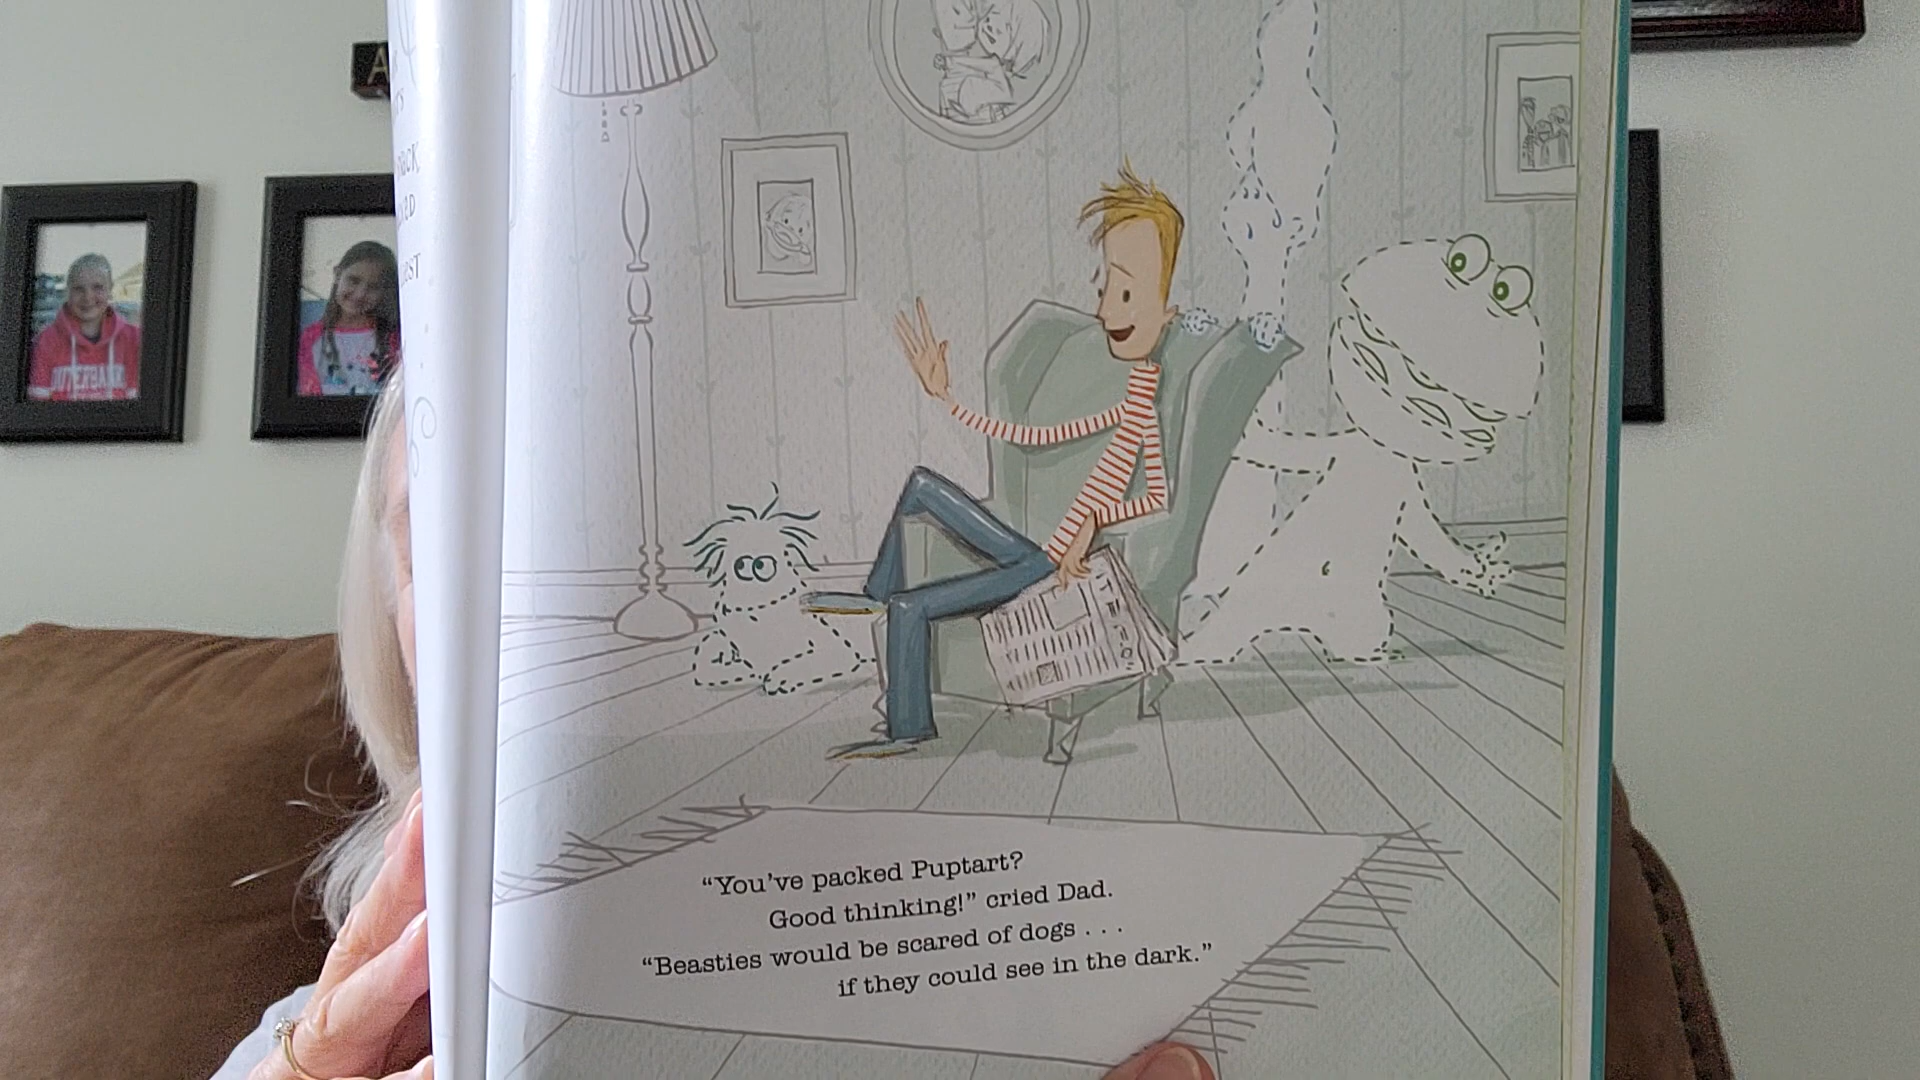 “You’ve packed Puptart?
Good thinking!” cried Dad.
“Beasties would be scared of dogs . . .
if they could see in the dark.”